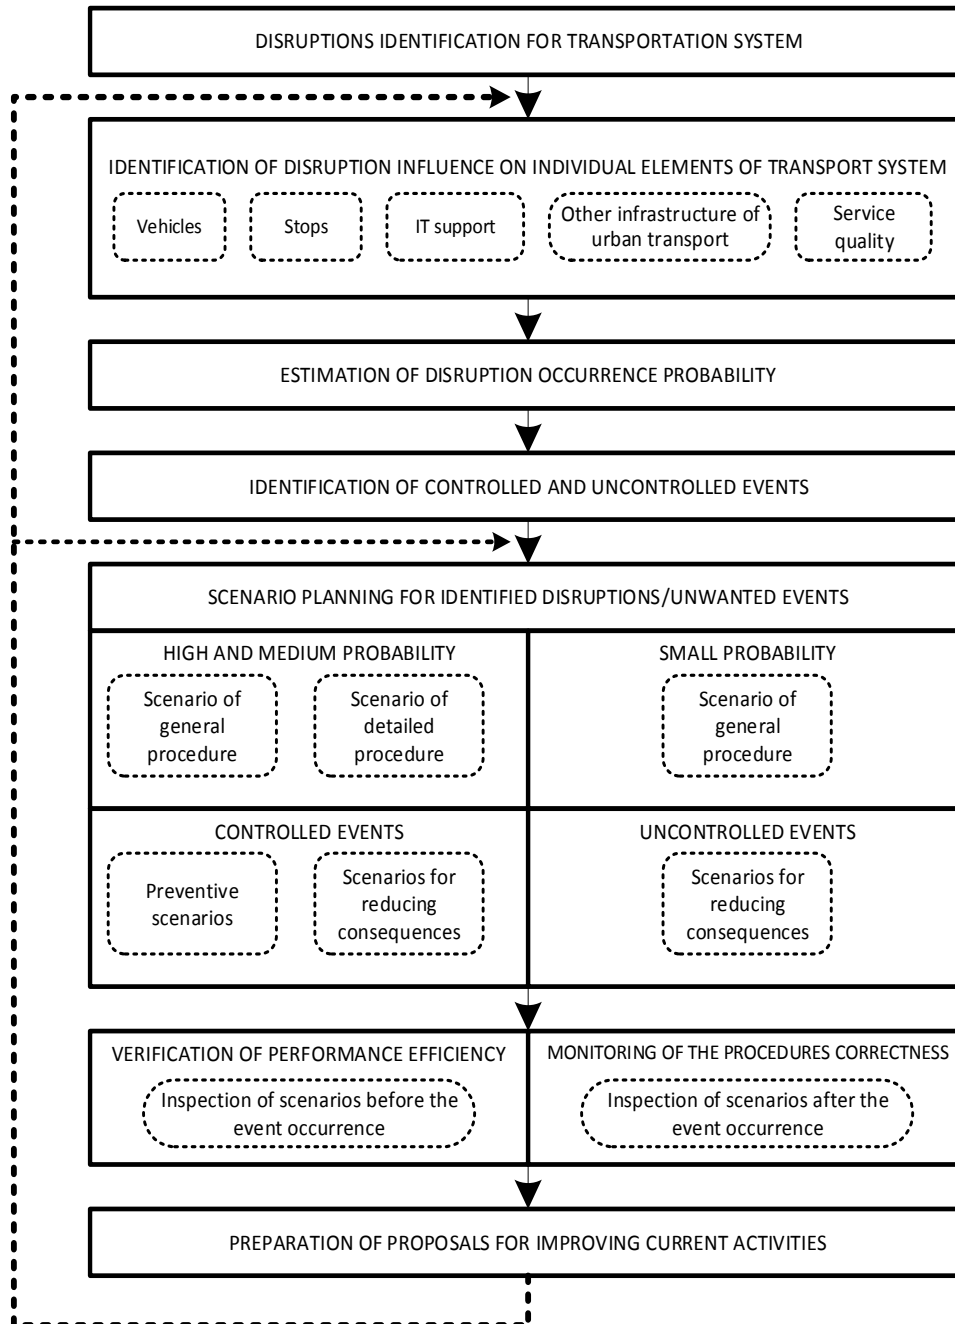 DISRUPTIONS IDENTIFICATION FOR TRANSPORTATION SYSTEM
IDENTIFICATION OF DISRUPTION INFLUENCE ON INDIVIDUAL ELEMENTS OF TRANSPORT SYSTEM
Vehicles
Stops
IT support
Other infrastructure of
urban transport
Service
quality
ESTIMATION OF DISRUPTION OCCURRENCE PROBABILITY
IDENTIFICATION OF CONTROLLED AND UNCONTROLLED EVENTS
SCENARIO PLANNING FOR IDENTIFIED DISRUPTIONS/UNWANTED EVENTS
HIGH AND MEDIUM PROBABILITY
Scenario of
general
procedure
Scenario of
detailed
procedure
SMALL PROBABILITY
Scenario of
general
procedure
CONTROLLED EVENTS
Preventive
scenarios
Scenarios for
reducing
consequences
UNCONTROLLED EVENTS
Scenarios for
reducing
consequences
VERIFICATION OF PERFORMANCE EFFICIENCY
Inspection of scenarios before the
event occurrence
MONITORING OF THE PROCEDURES CORRECTNESS
Inspection of scenarios after the
event occurrence
PREPARATION OF PROPOSALS FOR IMPROVING CURRENT ACTIVITIES